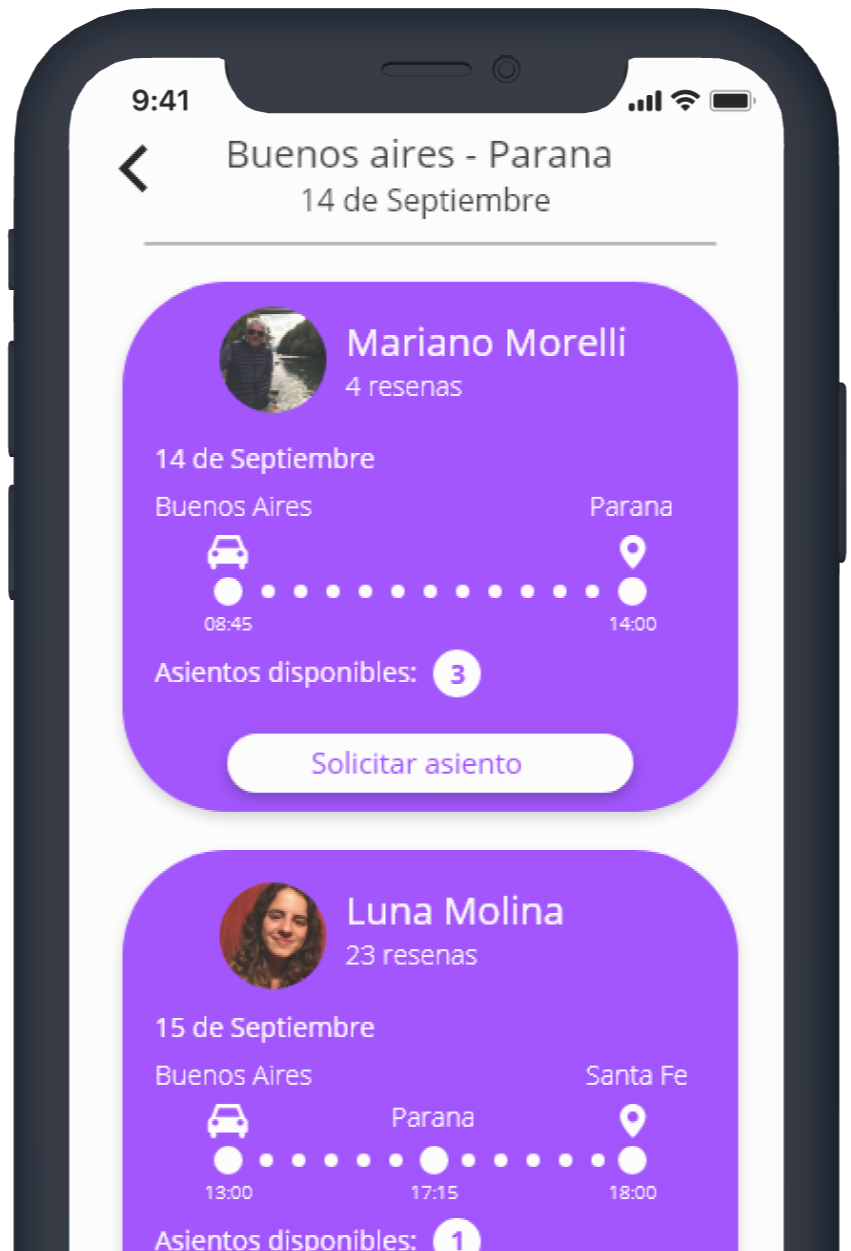 9:41
Buenos aires - Parana
14 de Septiembre
Mariano Morelli
4 resenas
14 de Septiembre
Buenos Aires Parana
08:45 14:00
Asientos disponibles: 3
Solicitar asiento
Luna Molina
23 resenas
15 de Septiembre
Buenos Aires Santa Fe
Parana
13:00 17:15 18:00
Asientos disponibles: 1